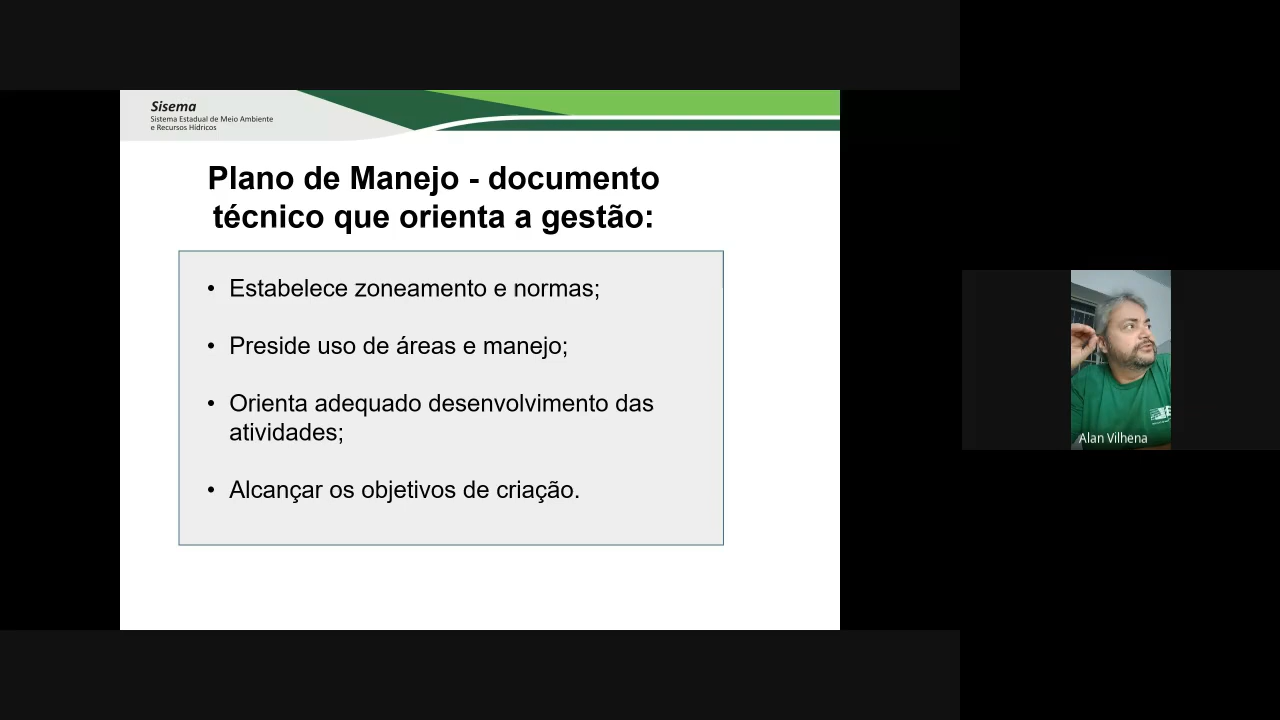 Sisema
Sistema Estadual de Meio Ambiente
e Recursos Hídricos
Plano de Manejo - documento
técnico que orienta a gestão:
• Estabelece zoneamento e normas;
• Preside uso de áreas e manejo;
• Orienta adequado desenvolvimento das
atividades;
• Alcançar os objetivos de criação.
Alan Vilhena